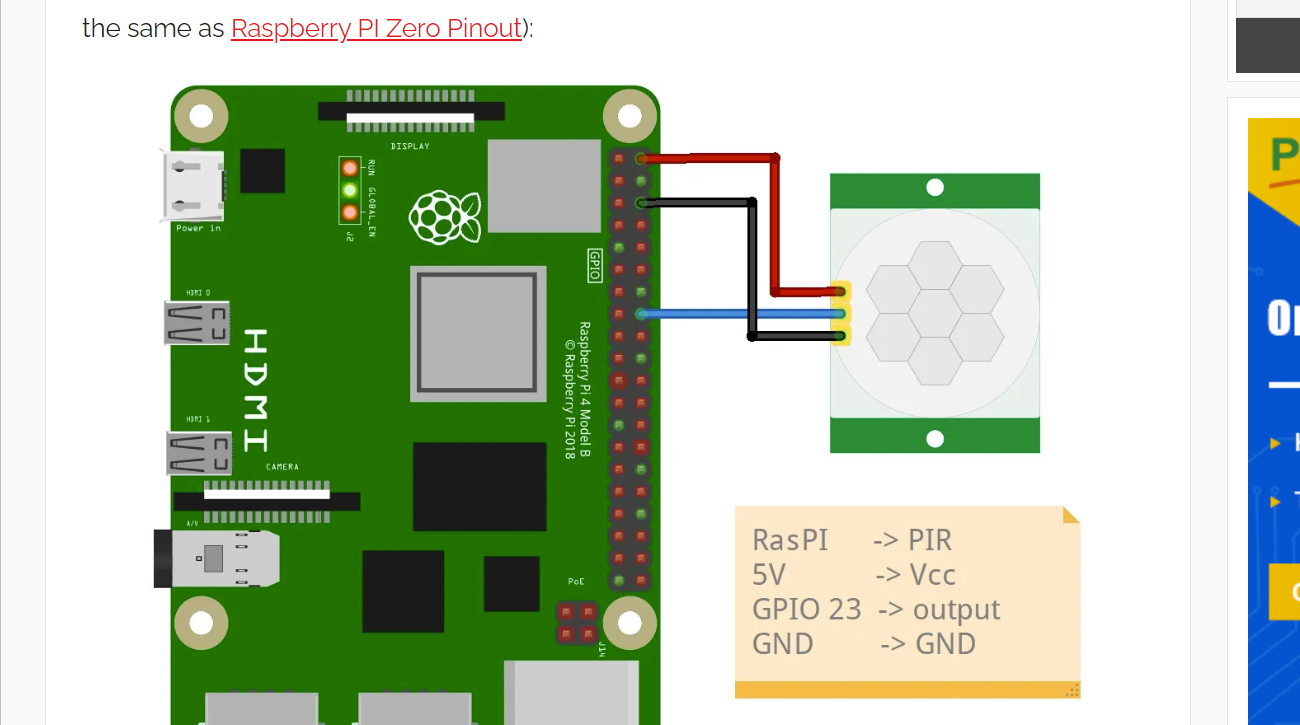 the same as Raspberry PI Zero Pinout):
DISPLAY
RUN
GLOBAL_EN
J2
Power in
GPIO
HDMI 0
HDMI
Raspberry Pi 4 Model B
© Raspberry Pi 2018
HDMI 1
CAMERA
A/V
PoE
J14
RasPI -> PIR
5V -> Vcc
GPIO 23 -> output
GND -> GND